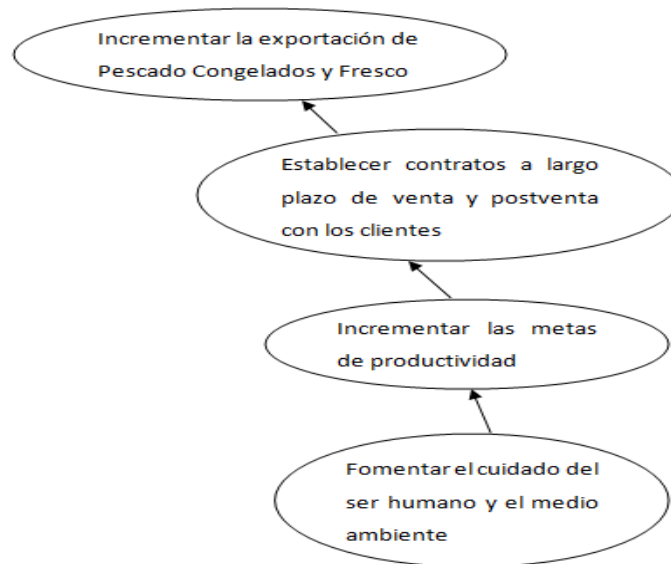 Incrementar la exportación de
Pescado Congelados y Fresco
Establecer contratos a largo
plazo de venta y postventa
con los clientes
Incrementar las metas
de productividad
Fomentar el cuidado del
ser humano y el medio
ambiente